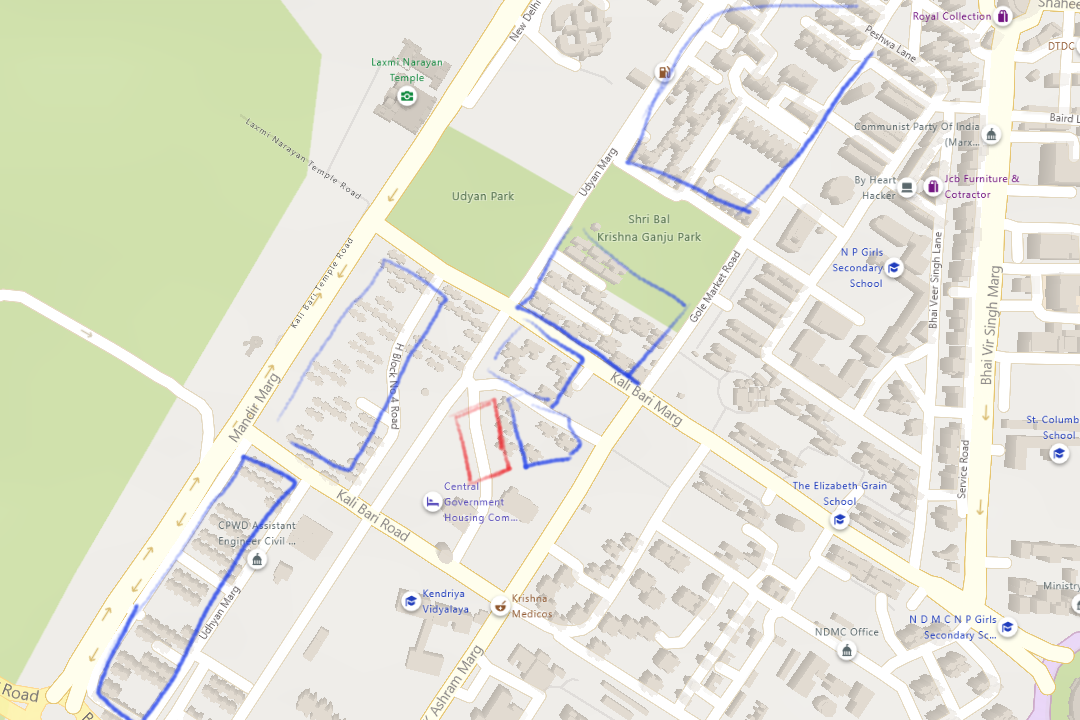 Royal Collection
Shahee
New Delhi
Peshwa Lane
DTDC
Laxmi Narayan
Temple
Laxmi Narayan Temple Road
Baird L
Communist Party Of India
(Marx...
Udyan Marg
By Heart
Hacker
Jcb Furniture &
Cotractor
Udyan Park
Shri Bal
Krishna Ganju Park
N P Girls
Secondary
School
Gole Market Road
Bhai Veer Singh Lane
Kali Bari Temple Road
Bhai Vir Singh Marg
H Block No 4 Road
Kali Bari Marg
Mandir Marg
St. Columb
School
Service Road
Central
Government
Housing Com...
The Elizabeth Grain
School
Kali Bari Road
CPWD Assistant
Engineer Civil ...
Udhyan Marg
Kendriya
Vidyalaya
Krishna
Medicos
Ministry
N D M C N P Girls
Secondary Sc...
NDMC Office
Ashram Marg
Road